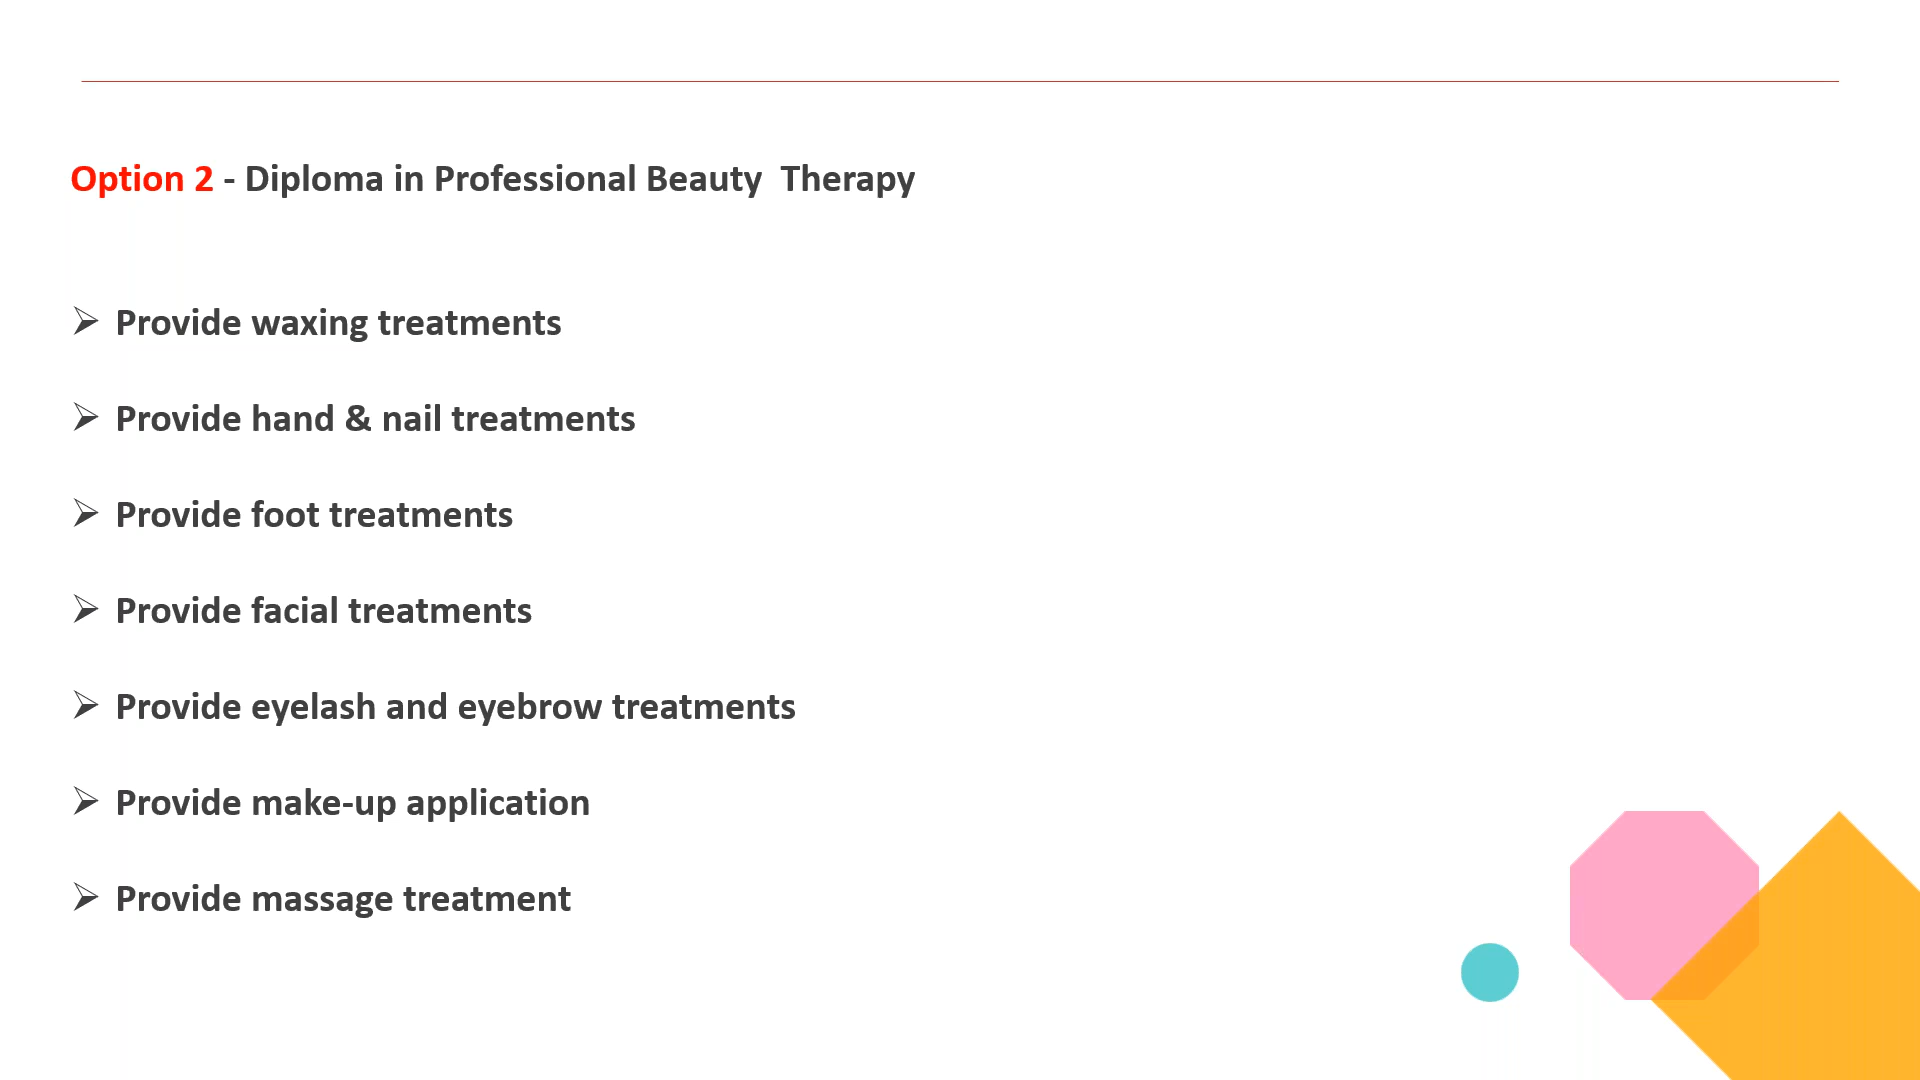 Option 2 - Diploma in Professional Beauty  Therapy
Provide waxing treatments
Provide hand & nail treatments
Provide foot treatments
Provide facial treatments
Provide eyelash and eyebrow treatments
Provide make-up application
Provide massage treatment